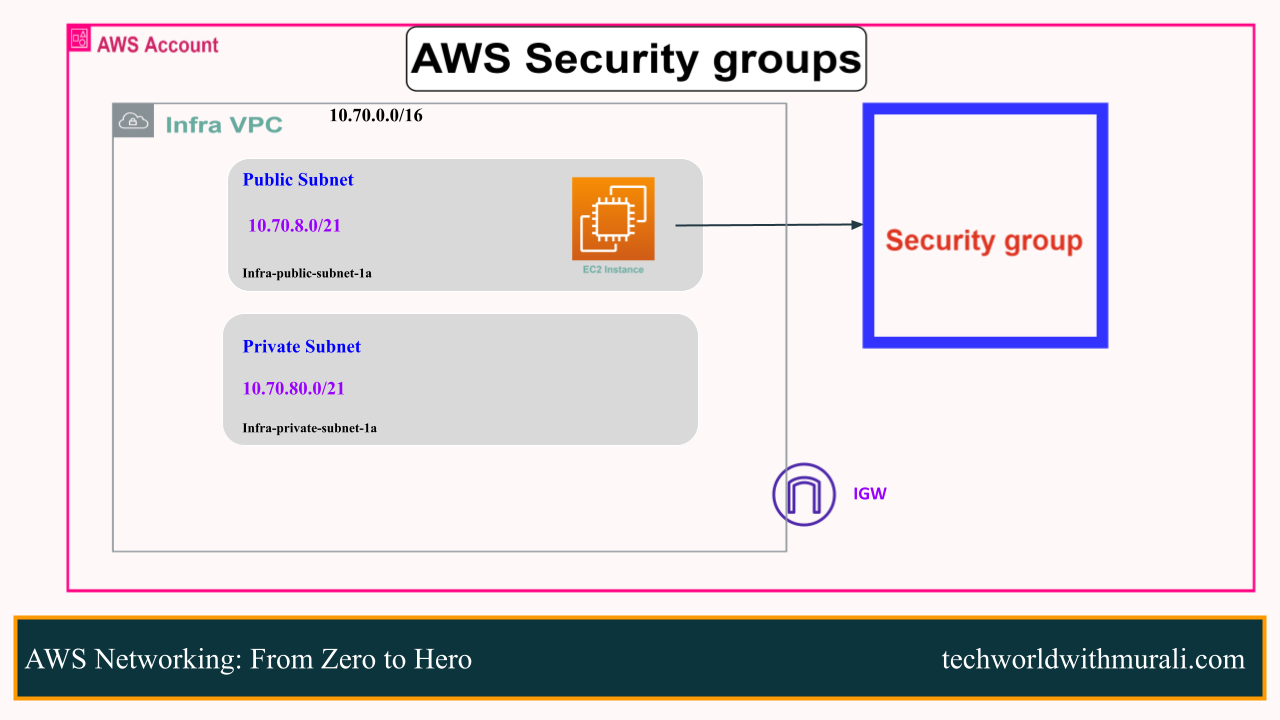 AWS Account
AWS Security groups
Infra VPC
10.70.0.0/16
Public Subnet
10.70.8.0/21
Infra-public-subnet-1a
EC2 Instance
Security group
Private Subnet
10.70.80.0/21
Infra-private-subnet-1a
IGW
AWS Networking: From Zero to Hero
techworldwithmurali.com